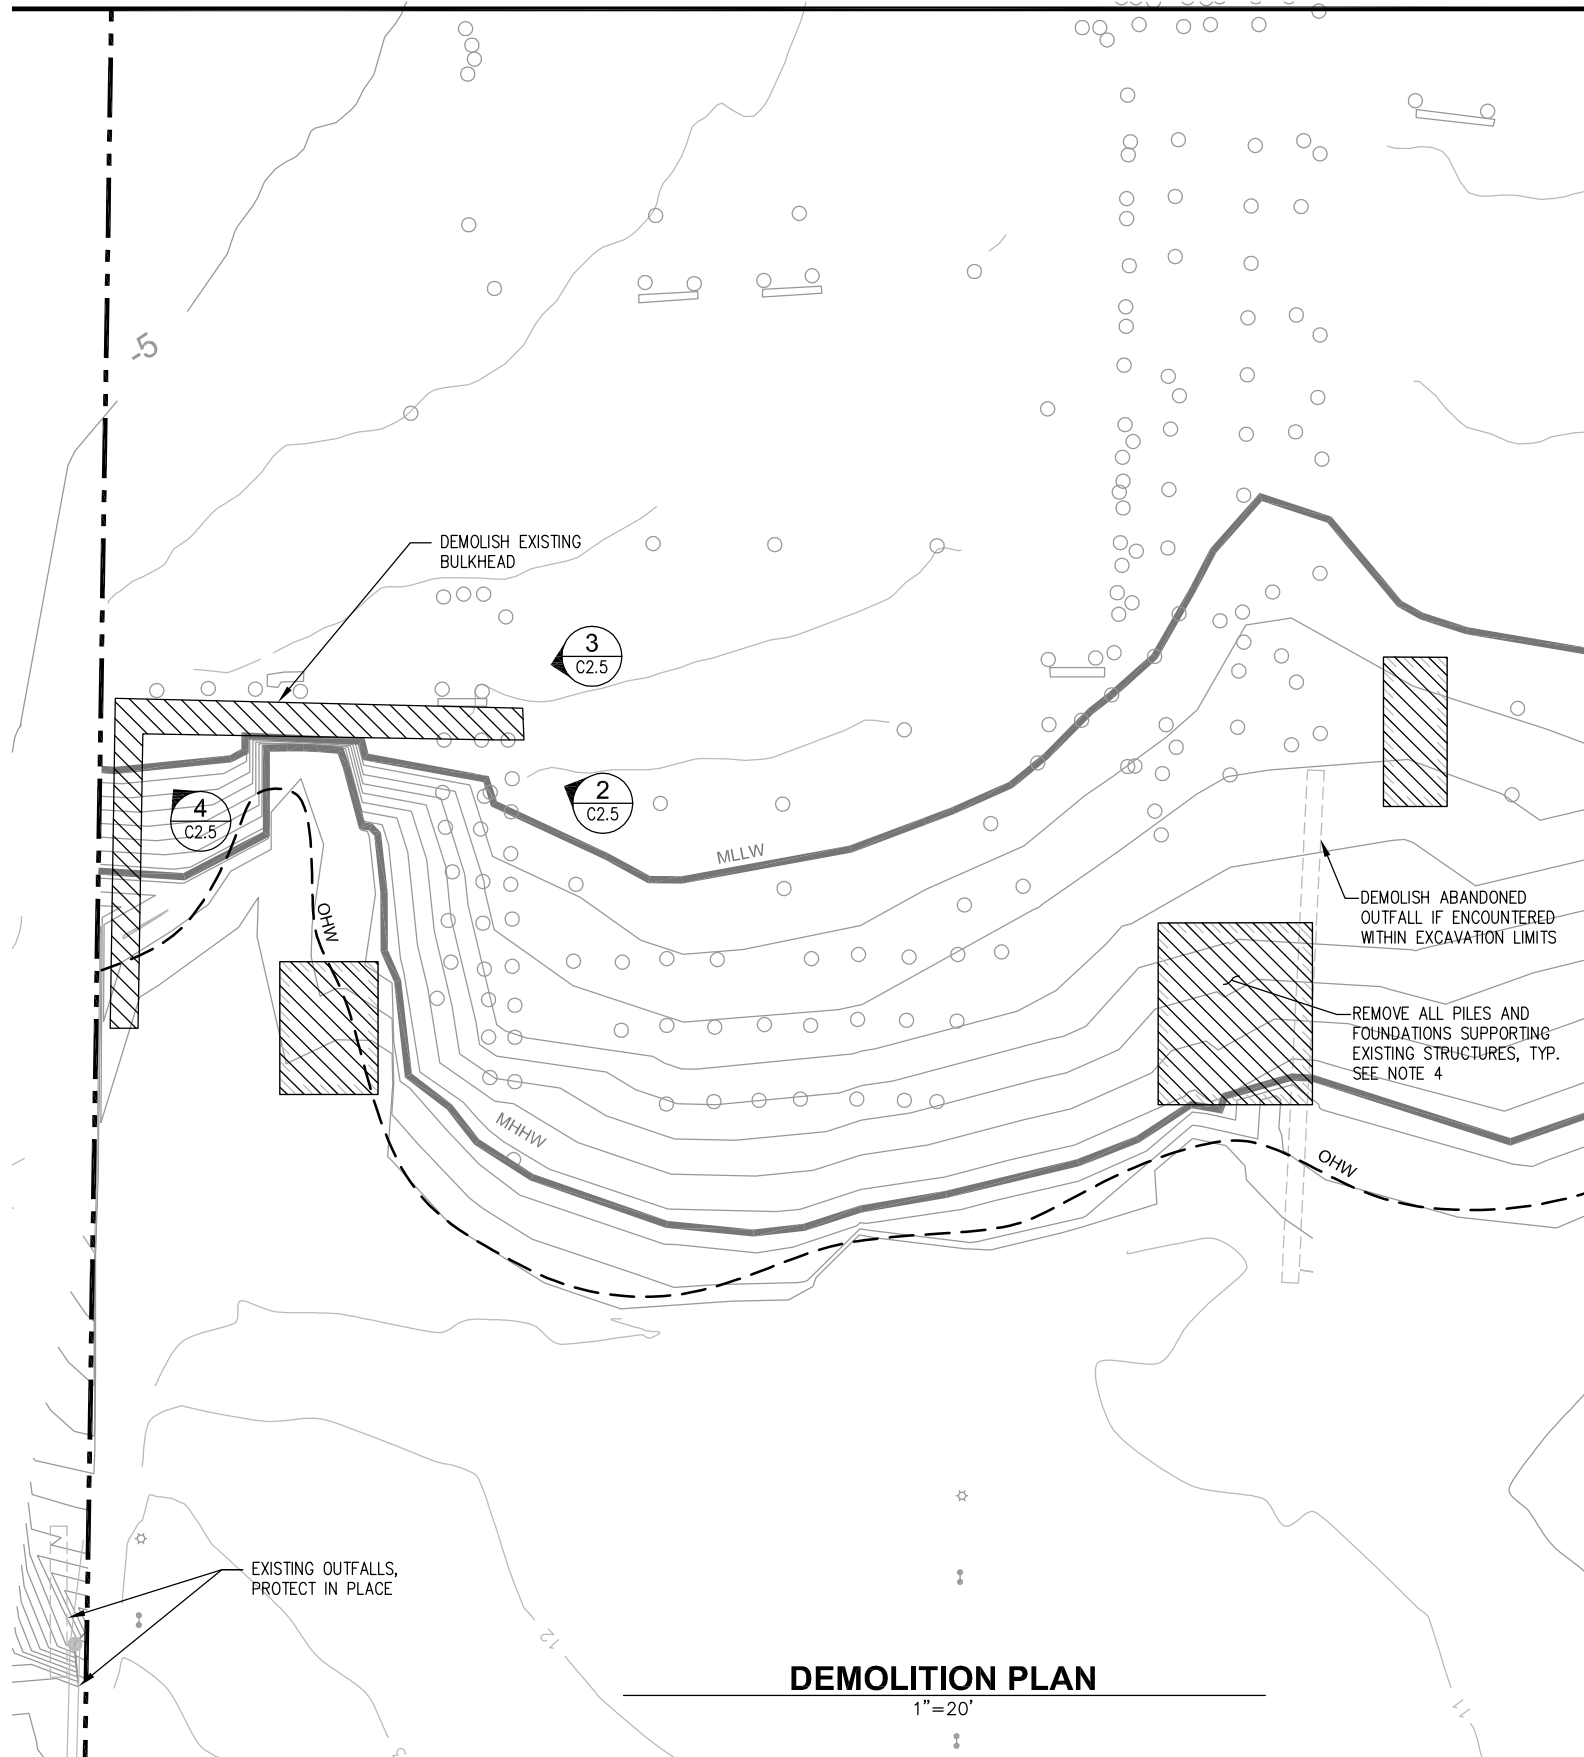 -5
DEMOLISH EXISTING
BULKHEAD
3
C2.5
2
C2.5
4
C2.5
MLLW
OHW
DEMOLISH ABANDONED
OUTFALL IF ENCOUNTERED
WITHIN EXCAVATION LIMITS
REMOVE ALL PILES AND
FOUNDATIONS SUPPORTING
EXISTING STRUCTURES, TYP.
SEE NOTE 4
MHHW
OHW
EXISTING OUTFALLS,
PROTECT IN PLACE
12
11
DEMOLITION PLAN
1"=20'